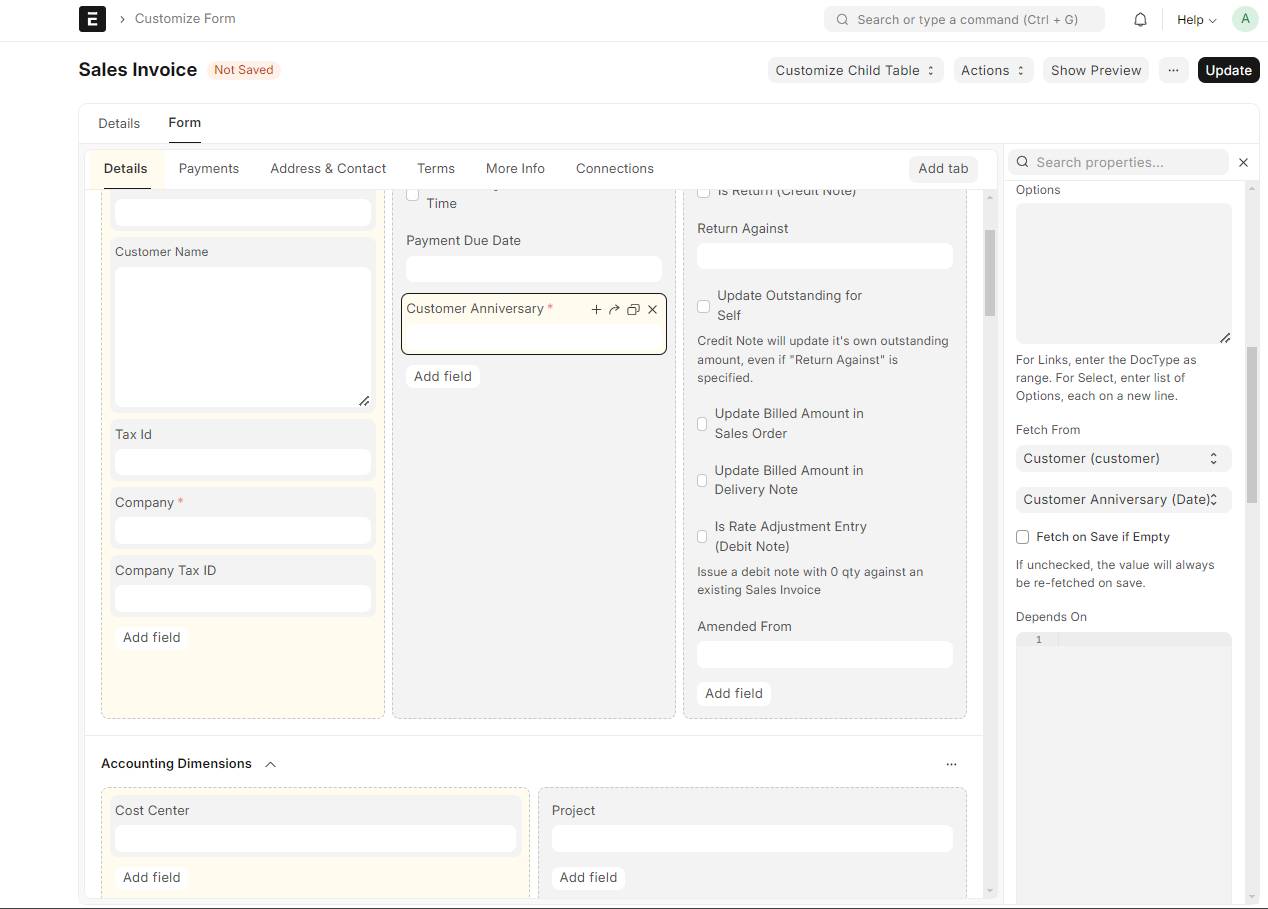 E
Customize Form
Search or type a command (Ctrl + G)
Help
A
Sales Invoice
Not Saved
Customize Child Table
Actions
Show Preview
...
Update
Details
Form
Details
Payments
Address & Contact
Terms
More Info
Connections
Add tab
Customer Name
Tax Id
Company *
Company Tax ID
Add field
Time
Payment Due Date
Customer Anniversary *
Add field
Is Return (Credit Note)
Return Against
Update Outstanding for
Self
Credit Note will update it's own outstanding
amount, even if "Return Against" is
specified.
Update Billed Amount in
Sales Order
Update Billed Amount in
Delivery Note
Is Rate Adjustment Entry
(Debit Note)
Issue a debit note with 0 qty against an
existing Sales Invoice
Amended From
Add field
Accounting Dimensions
...
Cost Center
Add field
Project
Add field
Search properties...
Options
For Links, enter the DocType as
range. For Select, enter list of
Options, each on a new line.
Fetch From
Customer (customer)
Customer Anniversary (Date)
Fetch on Save if Empty
If unchecked, the value will always
be re-fetched on save.
Depends On
1